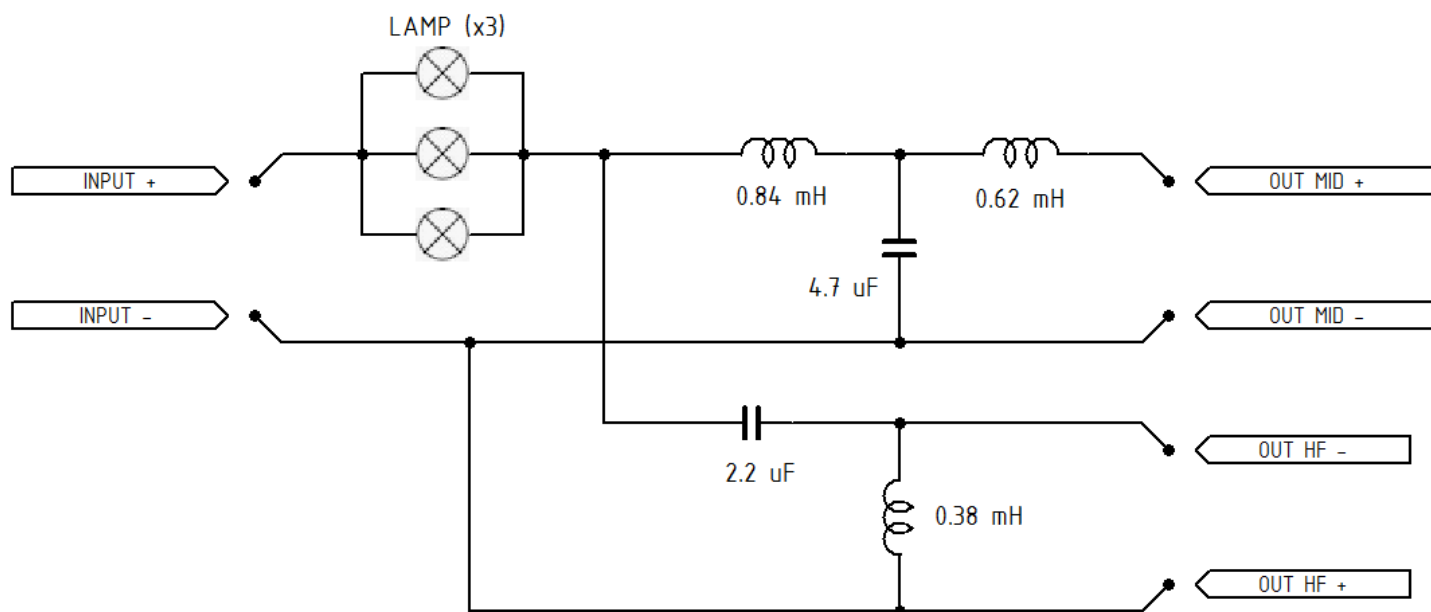 LAMP (x3)
INPUT +
0.84 mH
0.62 mH
OUT MID +
4.7 uF
INPUT -
OUT MID -
2.2 uF
OUT HF -
0.38 mH
OUT HF +